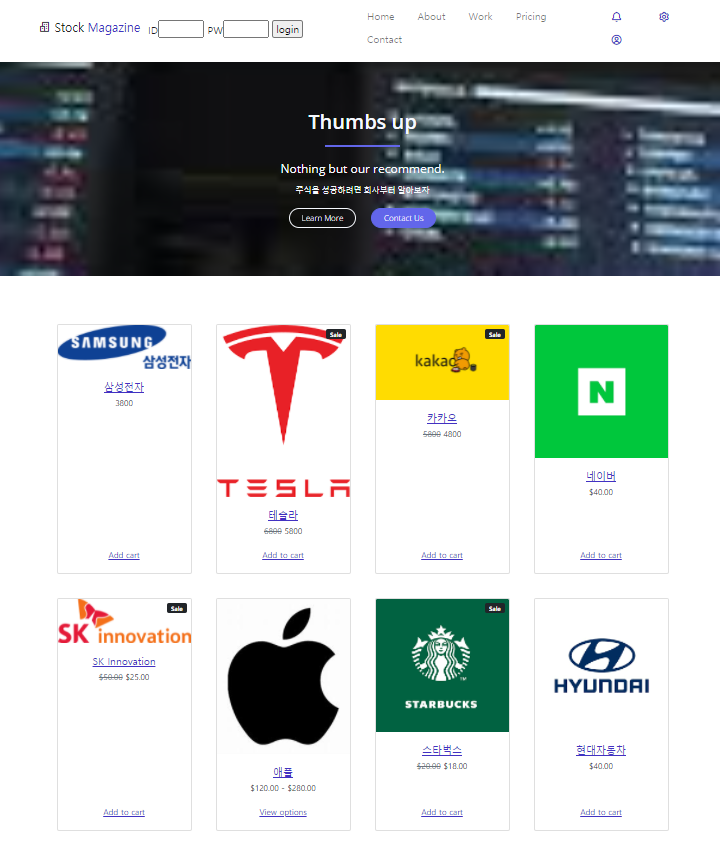 Stock Magazine ID PW login
Home About Work Pricing
Contact
Thumbs up
Nothing but our recommend.
주식을 성공하려면 회사부터 알아보자
Learn More Contact Us
SAMSUNG
삼성전자
삼성전자
3800
Add cart
Sale
TESLA
테슬라
6800 5800
Add to cart
Sale
kakao
카카오
5800 4800
Add to cart
N
네이버
$40.00
Add to cart
Sale
SK innovation
SK Innovation
$50.00 $25.00
Add to cart
애플
$120.00 - $280.00
View options
Sale
STARBUCKS
스타벅스
$20.00 $18.00
Add to cart
HYUNDAI
현대자동차
$40.00
Add to cart